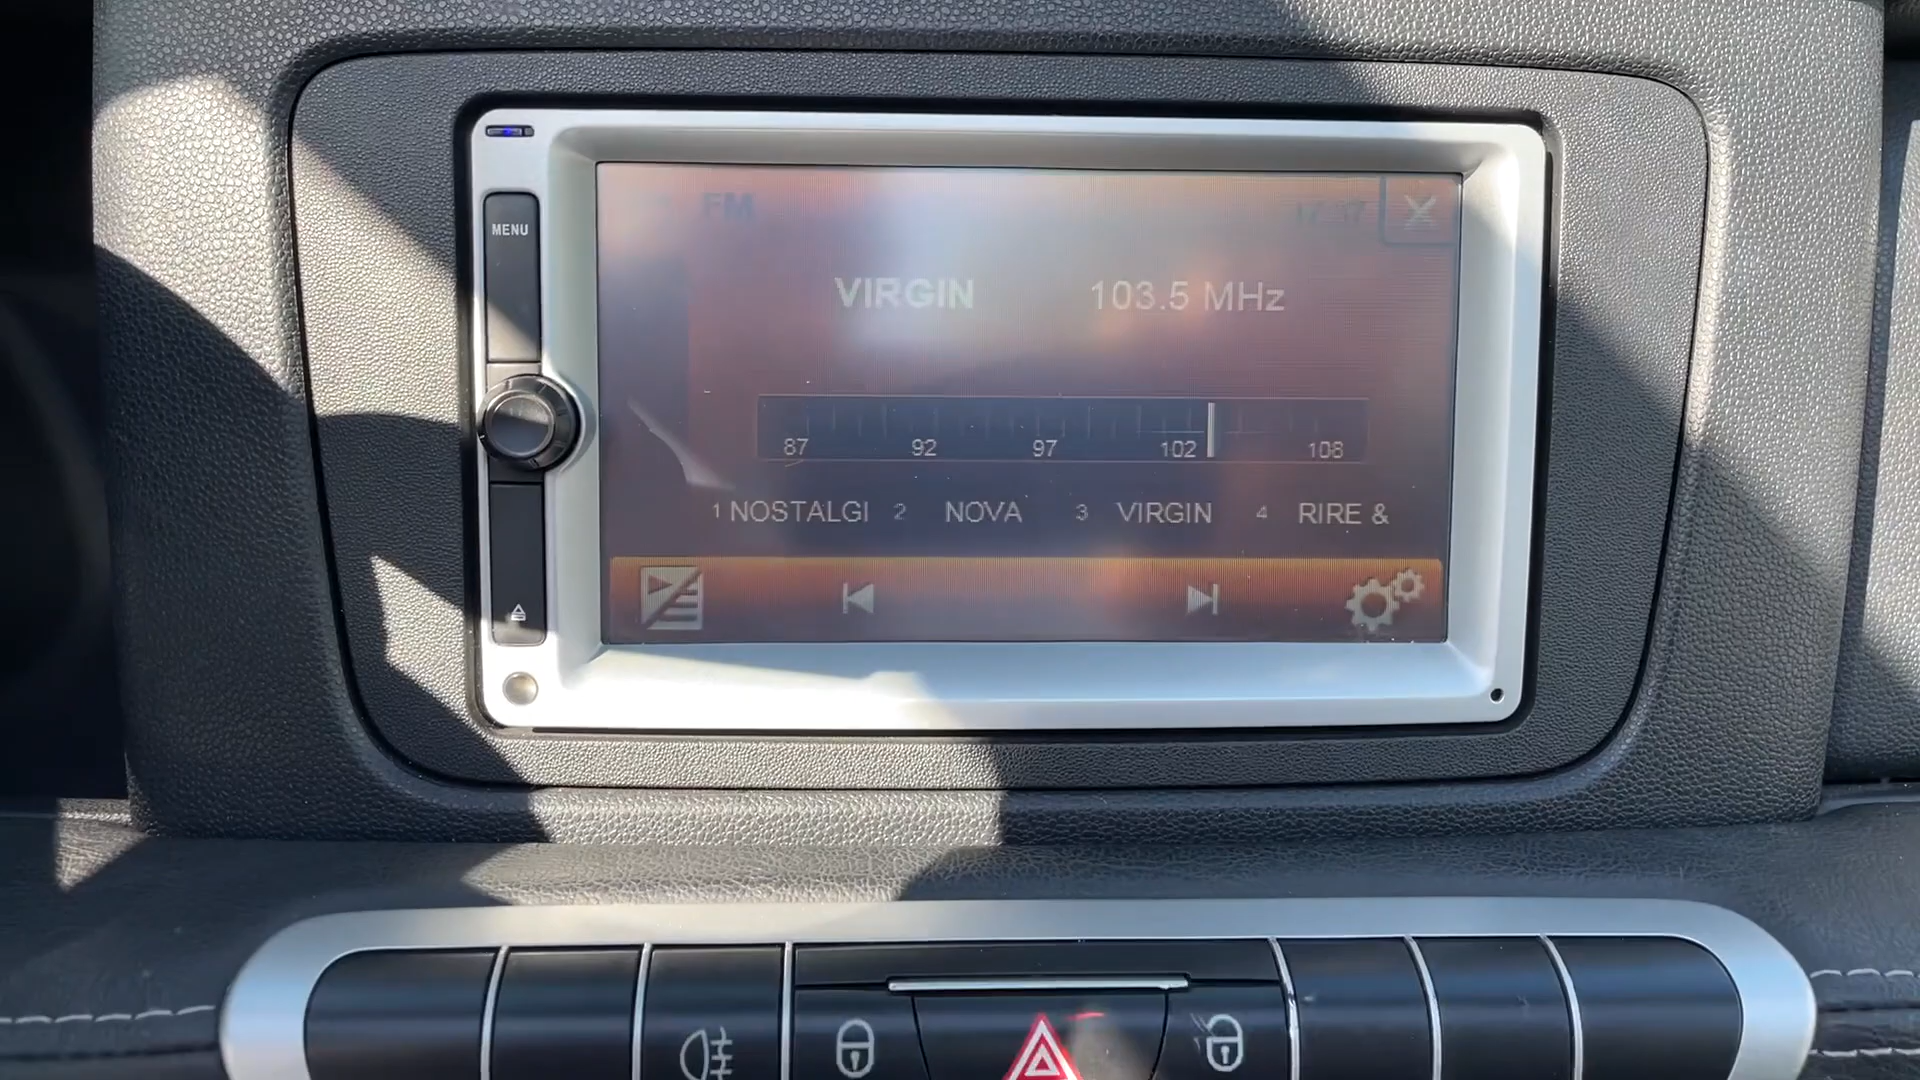 MENU
FM
VIRGIN 103.5 MHz
87 92 97 102 108
1 NOSTALGI 2 NOVA 3 VIRGIN 4 RIRE &